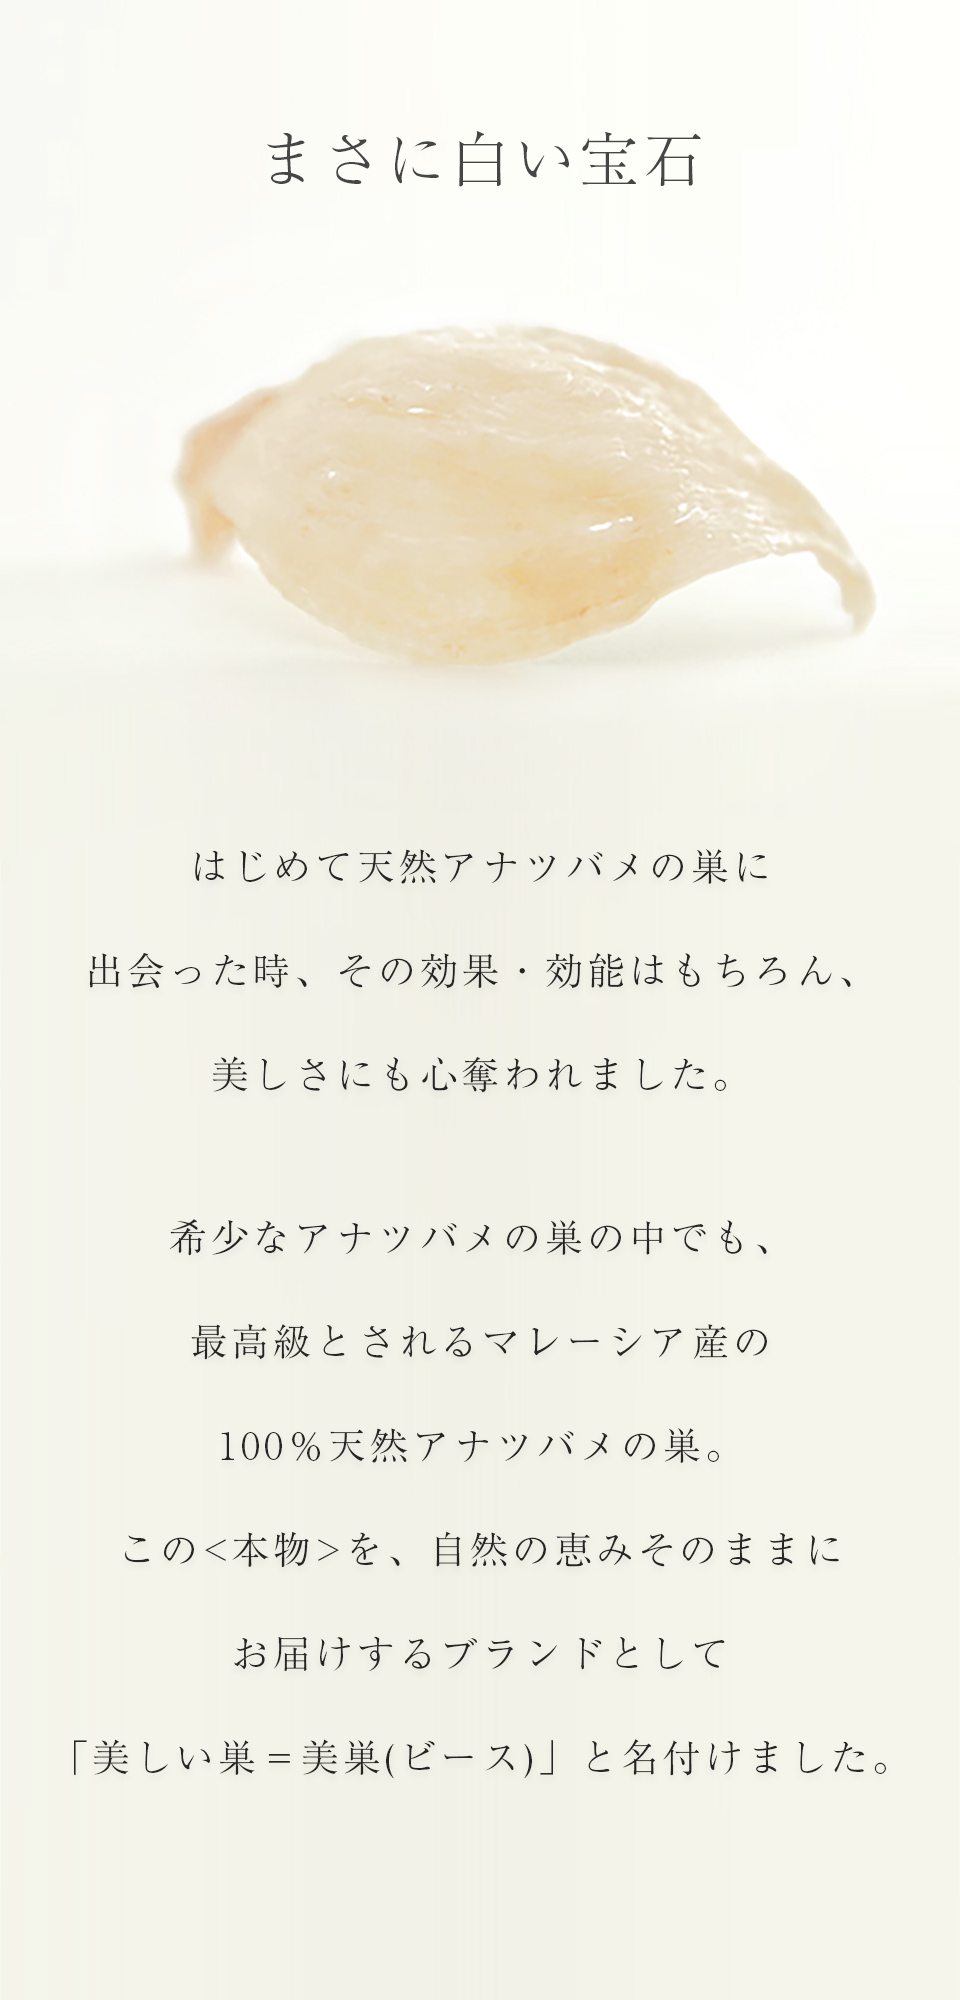 まさに白い宝石
はじめて天然アナツバメの巣に
出会った時、その効果・効能はもちろん、
美しさにも心奪われました。
希少なアナツバメの巣の中でも、
最高級とされるマレーシア産の
100%天然アナツバメの巣。
この<本物>を、自然の恵みそのままに
お届けするブランドとして
「美しい巣=美巣(ビース)」と名付けました。